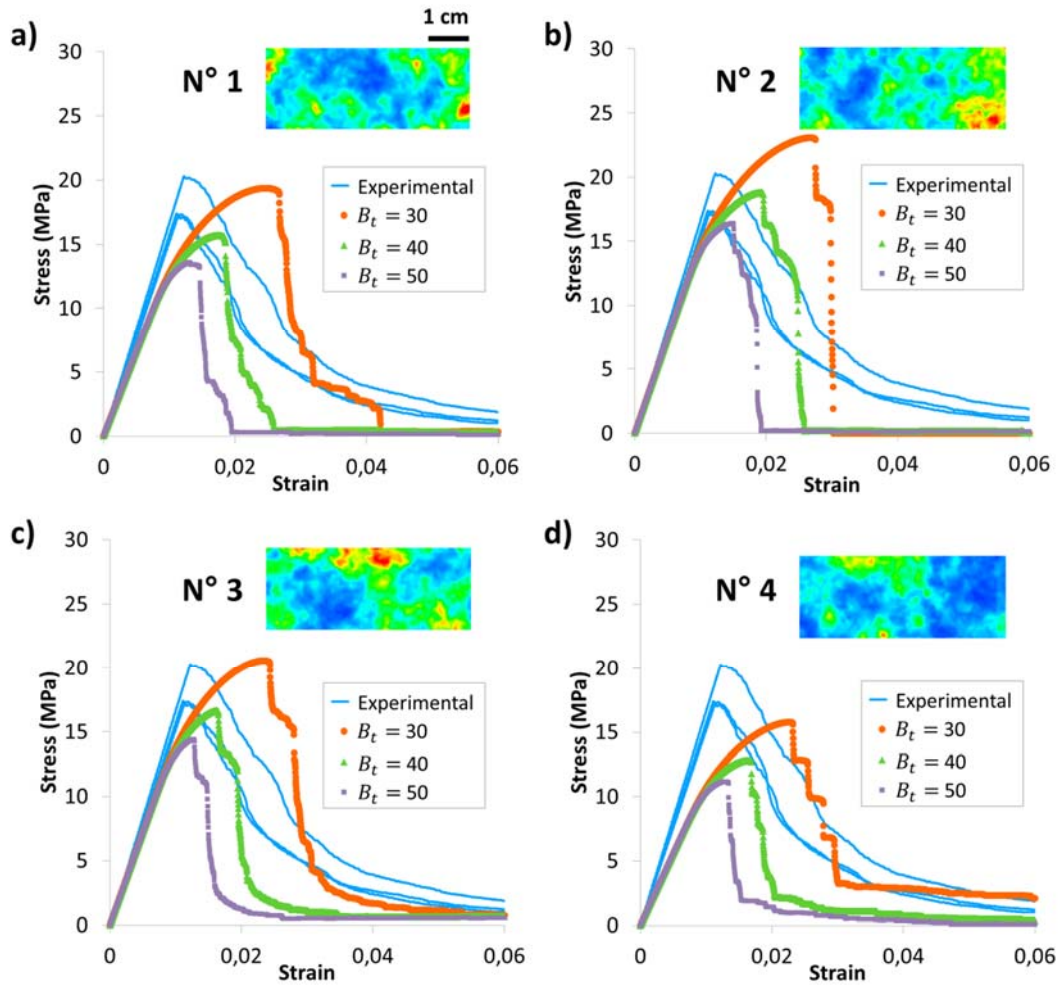 1 cm
a)
30
25
20
15
10
5
0
Stress (MPa)
N° 1
Experimental
B_t = 30
B_t = 40
B_t = 50
0
0,02
0,04
0,06
Strain
b)
30
25
20
15
10
5
0
Stress (MPa)
N° 2
Experimental
B_t = 30
B_t = 40
B_t = 50
0
0,02
0,04
0,06
Strain
c)
30
25
20
15
10
5
0
Stress (MPa)
N° 3
Experimental
B_t = 30
B_t = 40
B_t = 50
0
0,02
0,04
0,06
Strain
d)
30
25
20
15
10
5
0
Stress (MPa)
N° 4
Experimental
B_t = 30
B_t = 40
B_t = 50
0
0,02
0,04
0,06
Strain